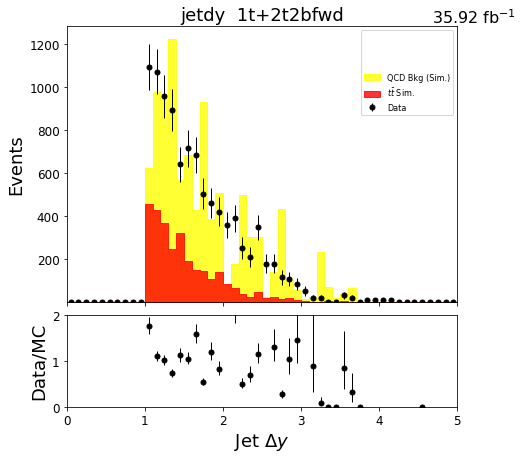 jetdy 1t+2t2bfwd
35.92 fb⁻¹
QCD Bkg (Sim.)
tt̄ Sim.
Data
Events
1200
1000
800
600
400
200
Data/MC
2
1
0
0 1 2 3 4 5
Jet Δy